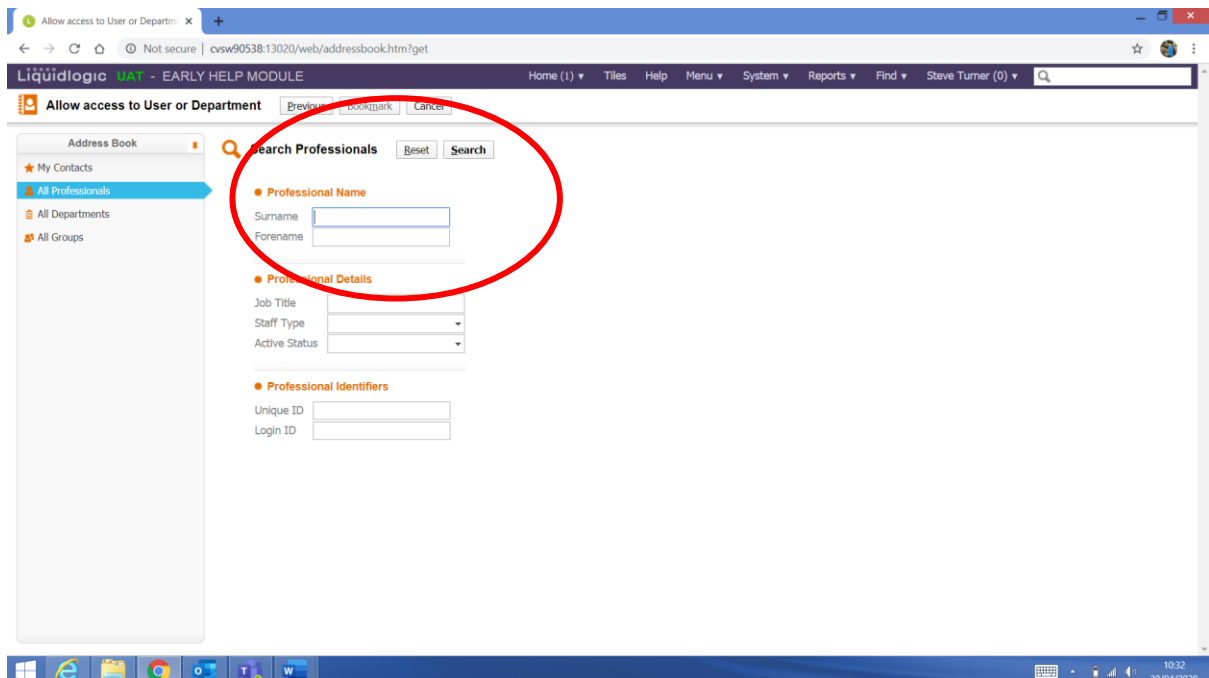 Allow access to User or Departm
Not secure | cvsw90538:13020/web/addressbook.htm?get
Liquidlogic UAT - EARLY HELP MODULE Home (1) Tiles Help Menu System Reports Find Steve Turner (0)
Allow access to User or Department Previous Bookmark Cancel
Address Book
My Contacts
All Professionals
All Departments
All Groups
Search Professionals Reset Search
Professional Name
Surname
Forename
Professional Details
Job Title
Staff Type
Active Status
Professional Identifiers
Unique ID
Login ID
10:32